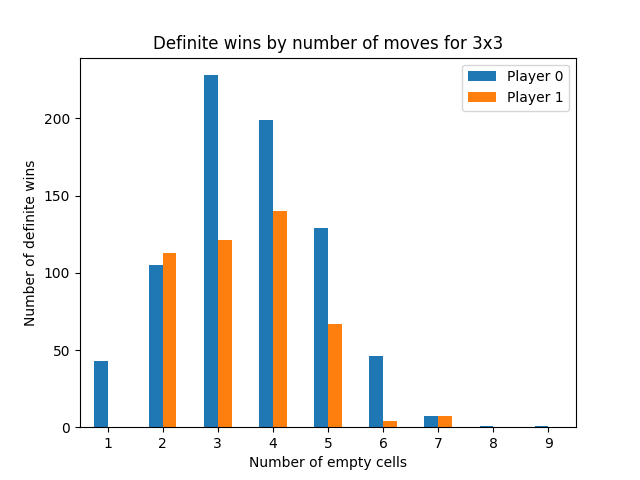 Definite wins by number of moves for 3x3
Player 0
Player 1
Number of definite wins
200
150
100
50
0
1 2 3 4 5 6 7 8 9
Number of empty cells